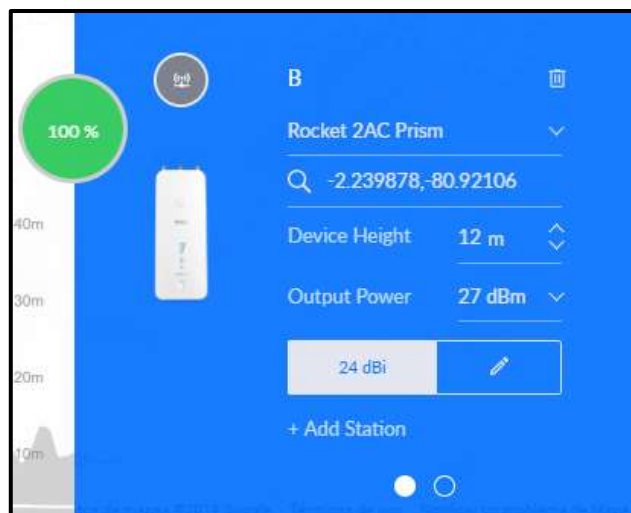 B
100 %
Rocket 2AC Prism
-2.239878,-80.92106
40m
Device Height 12 m
30m
Output Power 27 dBm
20m
24 dBi
+ Add Station
10m